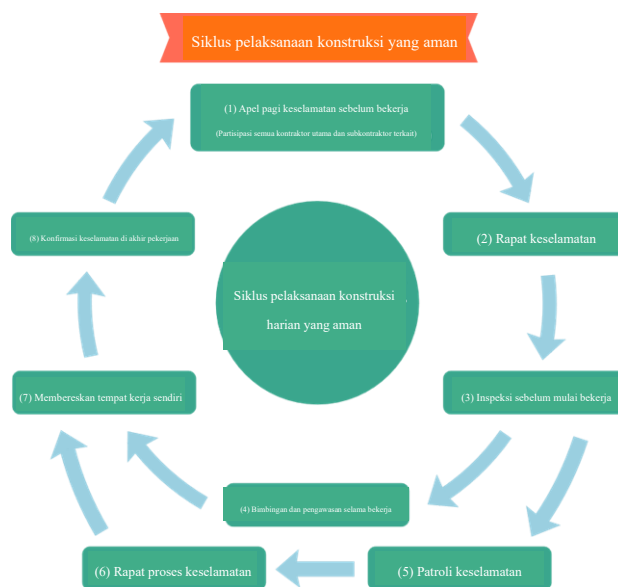 Siklus pelaksanaan konstruksi yang aman
(1) Apel pagi keselamatan sebelum bekerja
(Partisipasi semua kontraktor utama dan subkontraktor terkait)
(2) Rapat keselamatan
(3) Inspeksi sebelum mulai bekerja
(4) Bimbingan dan pengawasan selama bekerja
(5) Patroli keselamatan
(6) Rapat proses keselamatan
(7) Membereskan tempat kerja sendiri
(8) Konfirmasi keselamatan di akhir pekerjaan
Siklus pelaksanaan konstruksi
harian yang aman